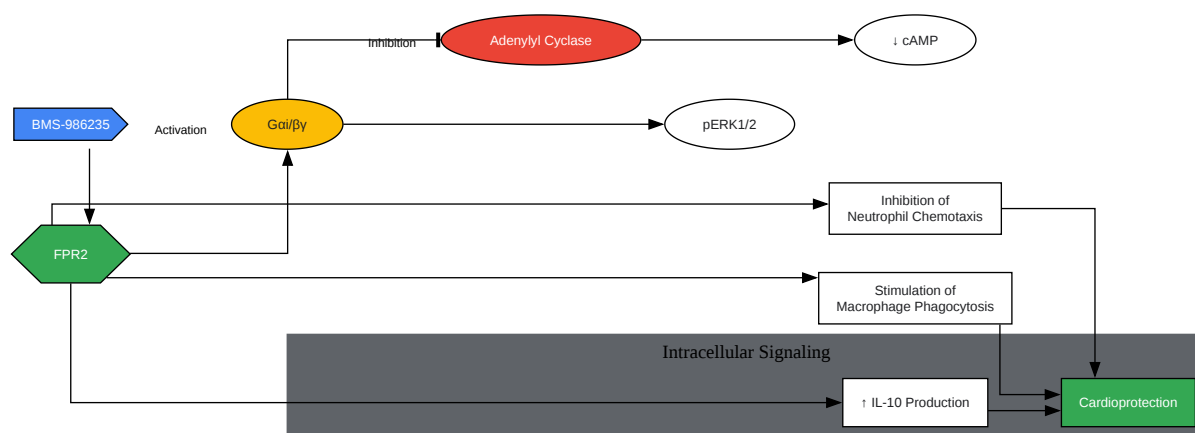 Inhibition
Adenylyl Cyclase
↓ cAMP
BMS-986235
Activation
Gαi/βγ
pERK1/2
Inhibition of
Neutrophil Chemotaxis
FPR2
Stimulation of
Macrophage Phagocytosis
Intracellular Signaling
↑ IL-10 Production
Cardioprotection